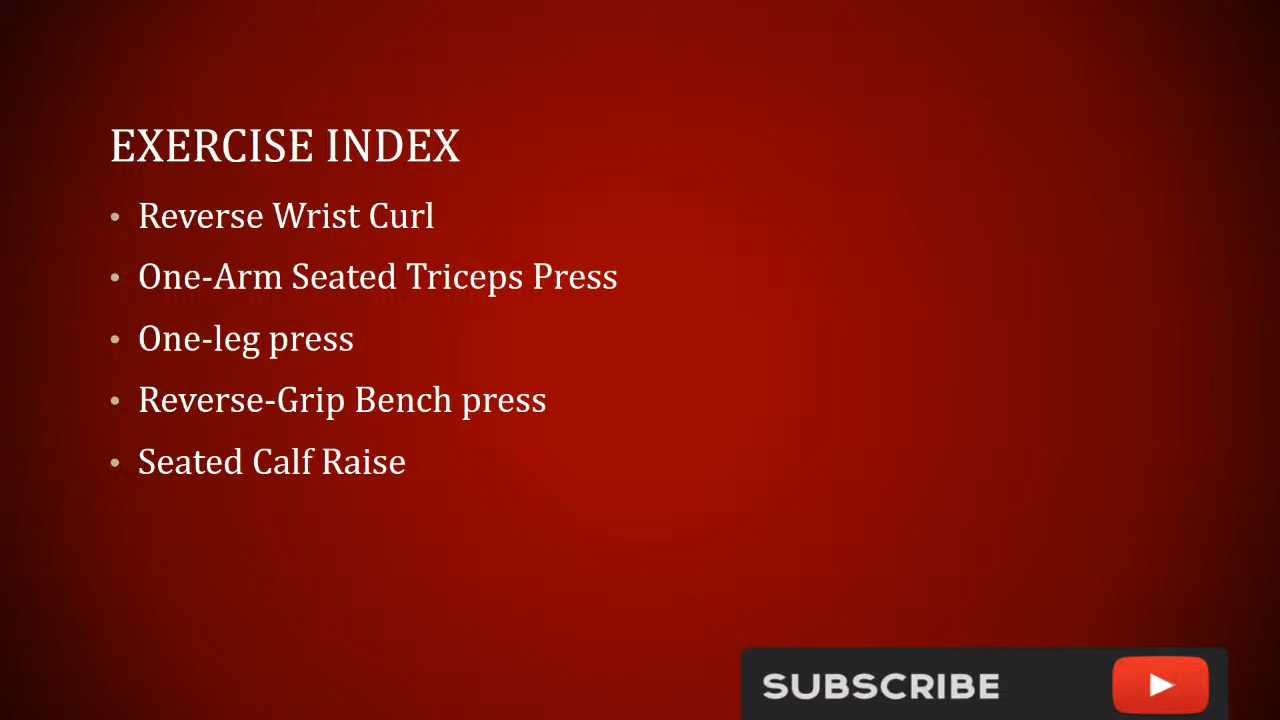 EXERCISE INDEX
• Reverse Wrist Curl
• One-Arm Seated Triceps Press
• One-leg press
• Reverse-Grip Bench press
• Seated Calf Raise
SUBSCRIBE